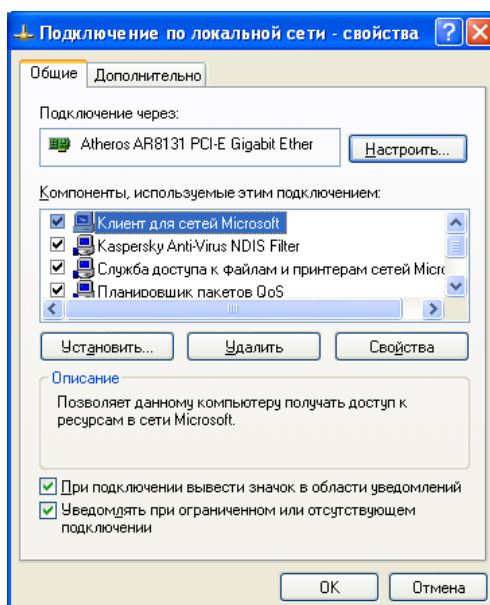 Подключение по локальной сети - свойства
Общие Дополнительно
Подключение через:
Atheros AR8131 PCI-E Gigabit Ether Настроить...
Компоненты, используемые этим подключением:
Клиент для сетей Microsoft
Kaspersky Anti-Virus NDIS Filter
Служба доступа к файлам и принтерам сетей Micro
Планировщик пакетов QoS
Установить... Удалить Свойства
Описание
Позволяет данному компьютеру получать доступ к
ресурсам в сети Microsoft.
При подключении вывести значок в области уведомлений
Уведомлять при ограниченном или отсутствующем
подключении
OK Отмена